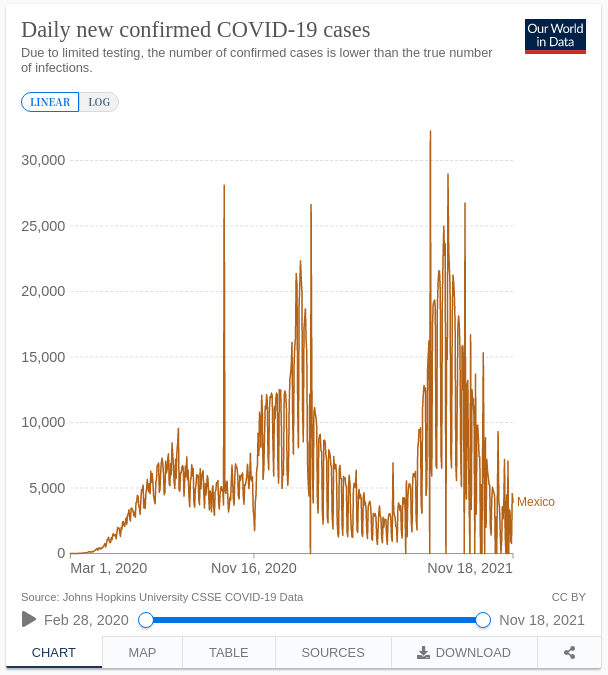 Daily new confirmed COVID-19 cases
Our World
in Data
Due to limited testing, the number of confirmed cases is lower than the true number
of infections.
LINEAR LOG
30,000
25,000
20,000
15,000
10,000
5,000
0
Mexico
Mar 1, 2020 Nov 16, 2020 Nov 18, 2021
Source: Johns Hopkins University CSSE COVID-19 Data CC BY
Feb 28, 2020 Nov 18, 2021
CHART MAP TABLE SOURCES DOWNLOAD